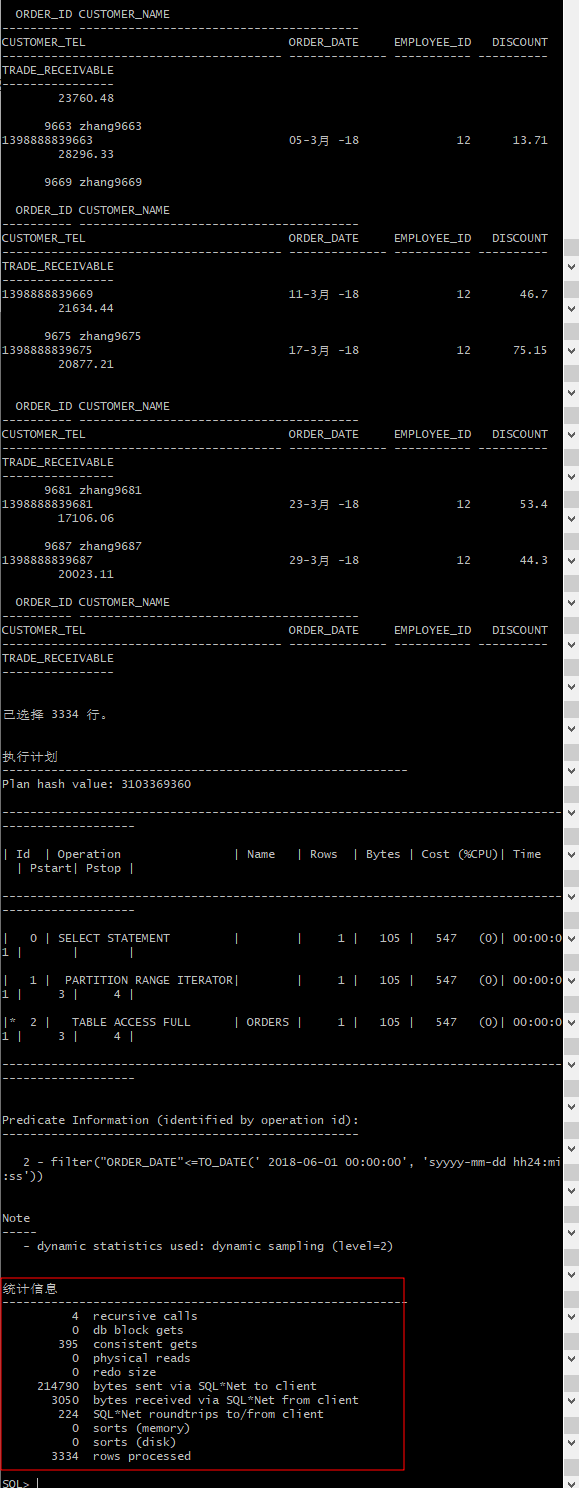 ORDER_ID CUSTOMER_NAME
---------- ----------------------------------------
CUSTOMER_TEL                             ORDER_DATE     EMPLOYEE_ID   DISCOUNT
---------------------------------------- -------------- ----------- ----------
TRADE_RECEIVABLE
----------------
        23760.48

      9663 zhang9663
1398888839663                            05-3月 -18              12      13.71
        28296.33

      9669 zhang9669

  ORDER_ID CUSTOMER_NAME
---------- ----------------------------------------
CUSTOMER_TEL                             ORDER_DATE     EMPLOYEE_ID   DISCOUNT
---------------------------------------- -------------- ----------- ----------
TRADE_RECEIVABLE
----------------
1398888839669                            11-3月 -18              12       46.7
        21634.44

      9675 zhang9675
1398888839675                            17-3月 -18              12      75.15
        20877.21


  ORDER_ID CUSTOMER_NAME
---------- ----------------------------------------
CUSTOMER_TEL                             ORDER_DATE     EMPLOYEE_ID   DISCOUNT
---------------------------------------- -------------- ----------- ----------
TRADE_RECEIVABLE
----------------
      9681 zhang9681
1398888839681                            23-3月 -18              12       53.4
        17106.06

      9687 zhang9687
1398888839687                            29-3月 -18              12       44.3
        20023.11

  ORDER_ID CUSTOMER_NAME
---------- ----------------------------------------
CUSTOMER_TEL                             ORDER_DATE     EMPLOYEE_ID   DISCOUNT
---------------------------------------- -------------- ----------- ----------
TRADE_RECEIVABLE
----------------


已选择 3334 行。


执行计划
----------------------------------------------------------
Plan hash value: 3103369360

--------------------------------------------------------------------------------
-------------------

| Id  | Operation                | Name   | Rows  | Bytes | Cost (%CPU)| Time
  | Pstart| Pstop |

--------------------------------------------------------------------------------
-------------------

|   0 | SELECT STATEMENT         |        |     1 |   105 |   547   (0)| 00:00:0
1 |       |       |

|   1 |  PARTITION RANGE ITERATOR|        |     1 |   105 |   547   (0)| 00:00:0
1 |     3 |     4 |

|*  2 |   TABLE ACCESS FULL      | ORDERS |     1 |   105 |   547   (0)| 00:00:0
1 |     3 |     4 |

--------------------------------------------------------------------------------
-------------------


Predicate Information (identified by operation id):
---------------------------------------------------

   2 - filter("ORDER_DATE"<=TO_DATE(' 2018-06-01 00:00:00', 'syyyy-mm-dd hh24:mi
:ss'))


Note
-----
   - dynamic statistics used: dynamic sampling (level=2)


统计信息
----------------------------------------------------------
          4  recursive calls
          0  db block gets
        395  consistent gets
          0  physical reads
          0  redo size
     214790  bytes sent via SQL*Net to client
       3050  bytes received via SQL*Net from client
        224  SQL*Net roundtrips to/from client
          0  sorts (memory)
          0  sorts (disk)
       3334  rows processed

SQL>